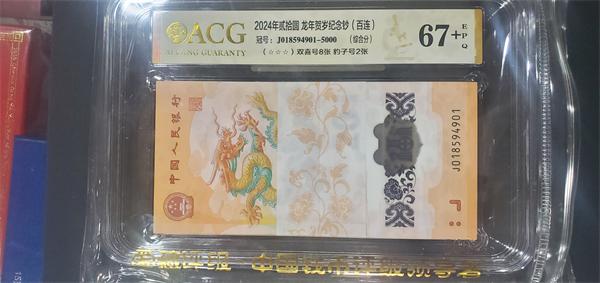 ACG
GUARANTY
2024年贰拾圆 龙年贺岁纪念钞(百连)
冠号: J018594901-5000 (综合分)
(☆☆☆) 双喜号8张 豹子号2张
67+
EPQ
中国人民银行
J018594901